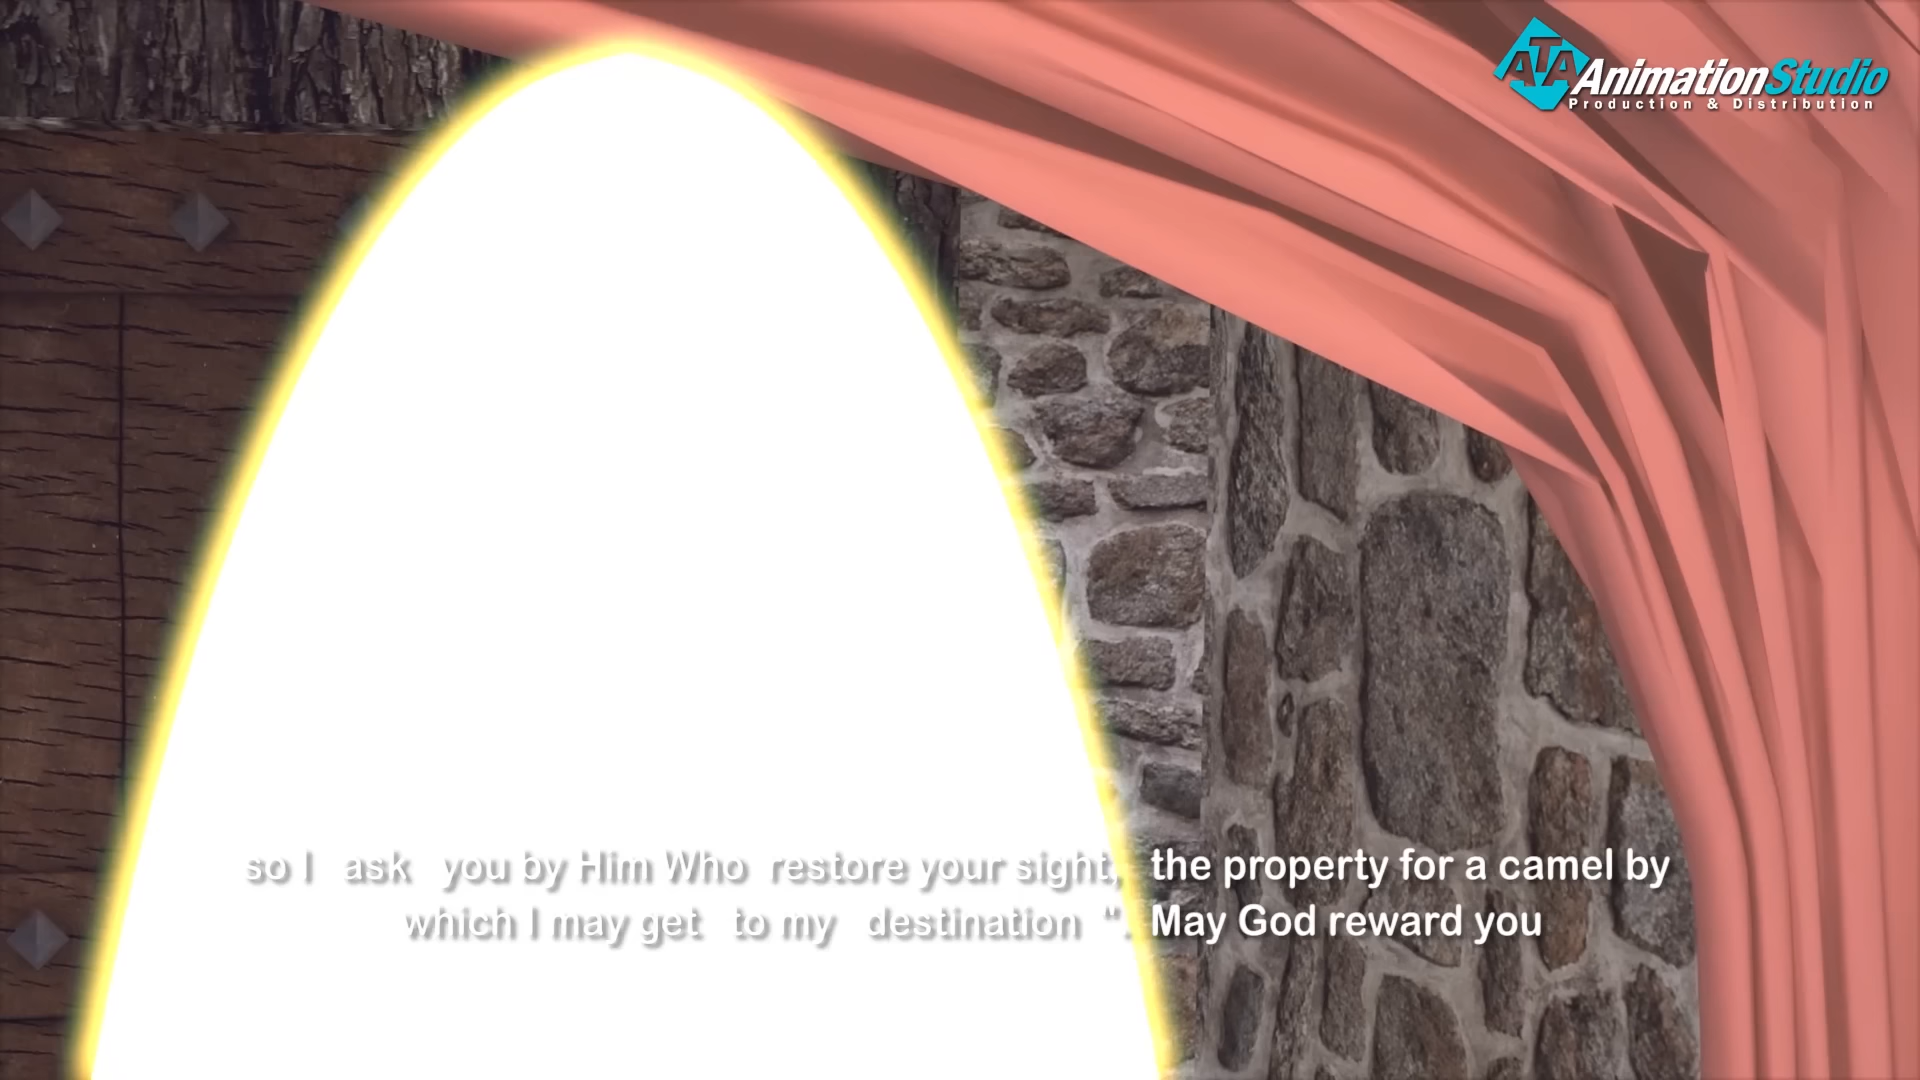 ATA AnimationStudio
Production & Distribution
so I ask you by Him Who restore your sight, the property for a camel by
which I may get to my destination ". May God reward you